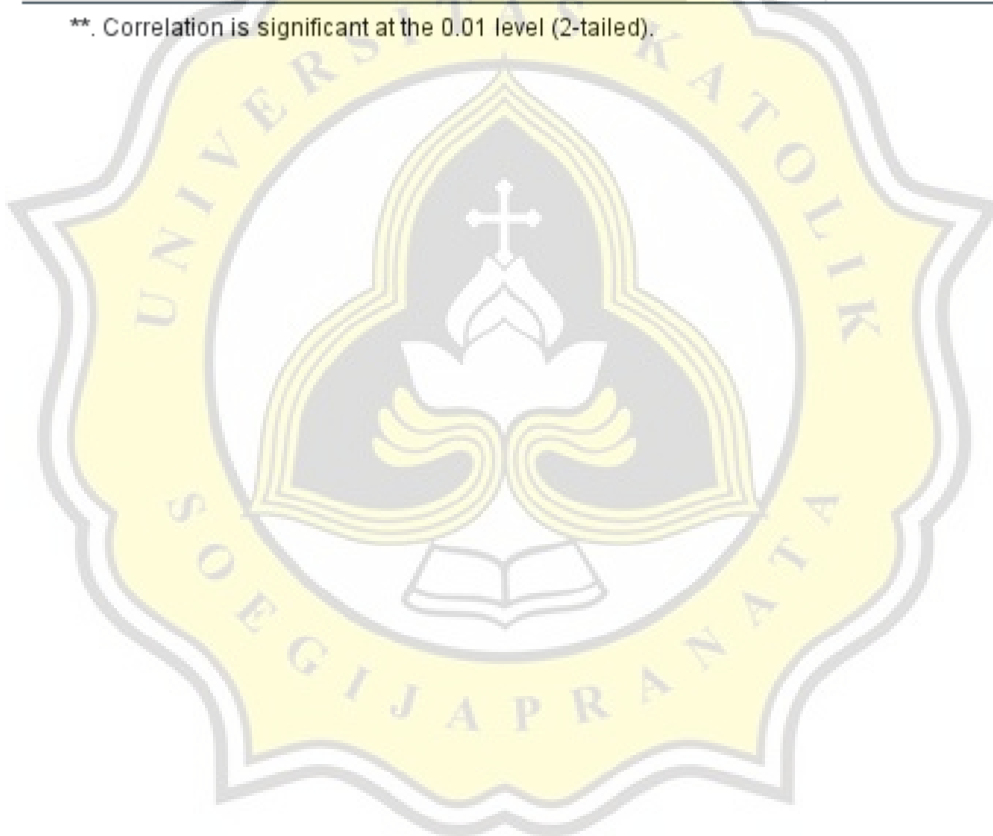 **. Correlation is significant at the 0.01 level (2-tailed).
UNIVERSITAS KATOLIK
SOEGIJAPRANATA